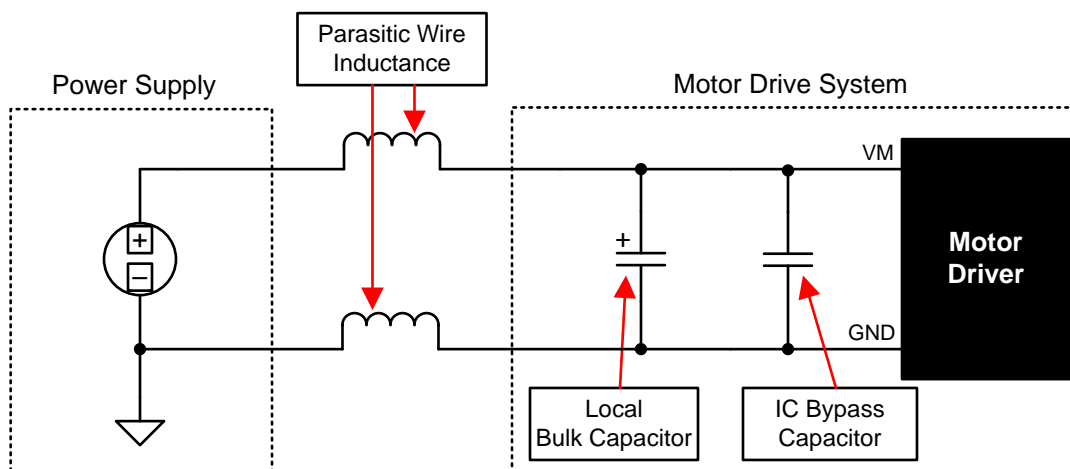 Parasitic Wire
Inductance
Power Supply
Motor Drive System
VM
+
−
+
Motor
Driver
GND
Local
Bulk Capacitor
IC Bypass
Capacitor